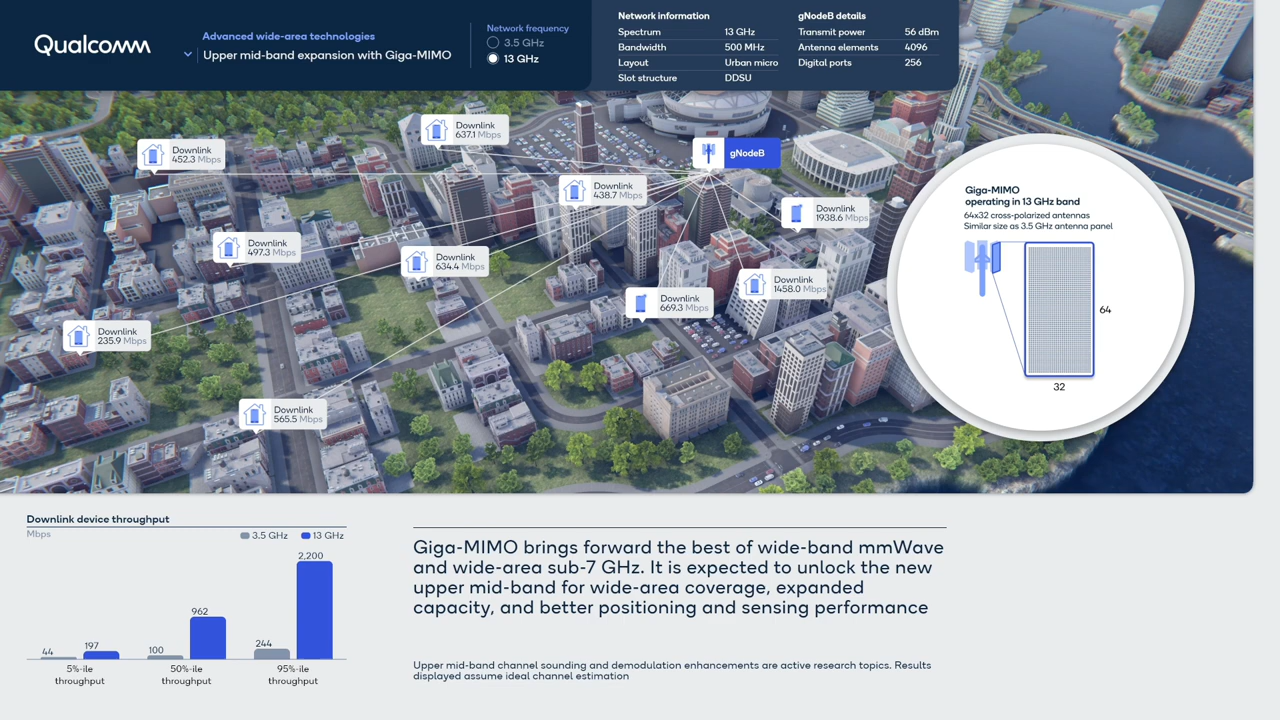 Qualcomm
Advanced wide-area technologies
Upper mid-band expansion with Giga-MIMO
Network frequency
3.5 GHz
13 GHz
Network information
Spectrum 13 GHz
Bandwidth 500 MHz
Layout Urban micro
Slot structure DDSU
gNodeB details
Transmit power 56 dBm
Antenna elements 4096
Digital ports 256
Downlink
637.1 Mbps
Downlink
452.3 Mbps
gNodeB
Downlink
438.7 Mbps
Downlink
1938.6 Mbps
Downlink
497.3 Mbps
Downlink
634.4 Mbps
Downlink
1458.0 Mbps
Downlink
669.3 Mbps
Downlink
235.9 Mbps
Downlink
565.5 Mbps
Giga-MIMO
operating in 13 GHz band
64x32 cross-polarized antennas
Similar size as 3.5 GHz antenna panel
64
32
Downlink device throughput
Mbps
3.5 GHz 13 GHz
2,200
962
244
197
100
44
5%-ile
throughput
50%-ile
throughput
95%-ile
throughput
Giga-MIMO brings forward the best of wide-band mmWave
and wide-area sub-7 GHz. It is expected to unlock the new
upper mid-band for wide-area coverage, expanded
capacity, and better positioning and sensing performance
Upper mid-band channel sounding and demodulation enhancements are active research topics. Results
displayed assume ideal channel estimation